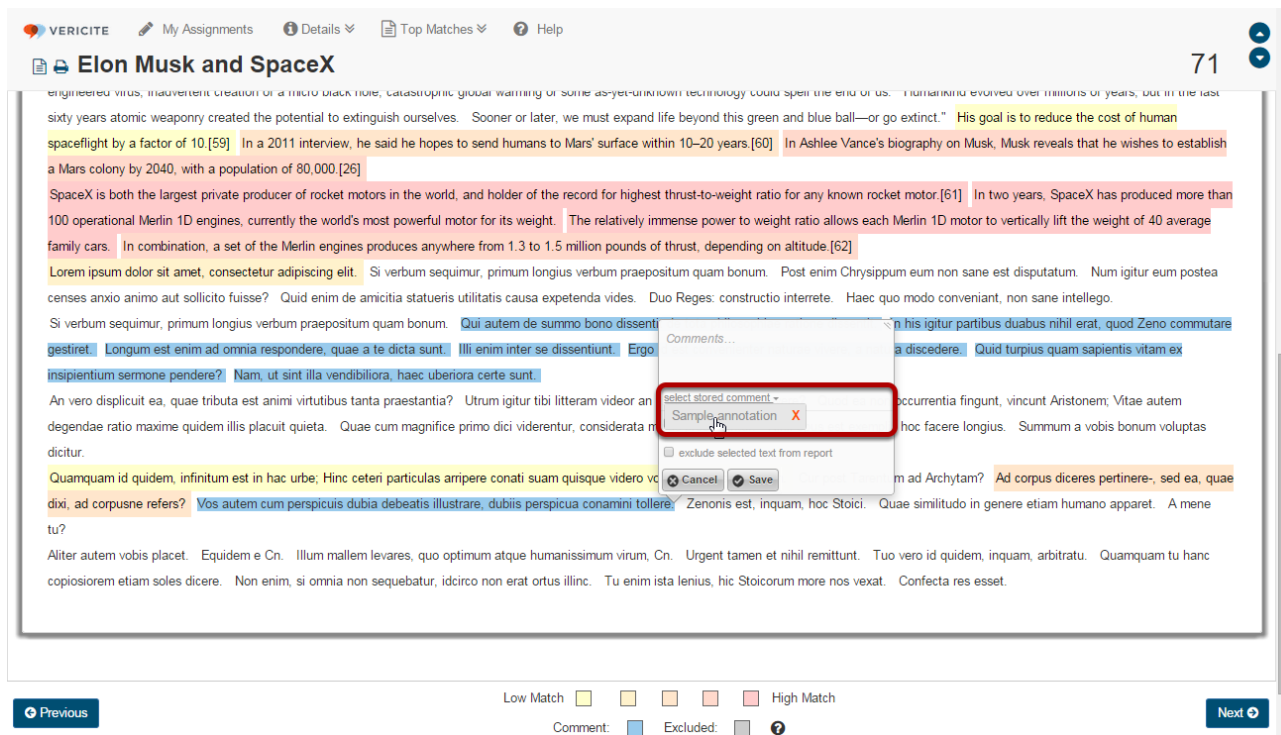 VERICITE My Assignments Details Top Matches Help
Elon Musk and SpaceX 71
engineered virus, inadvertent creation of a micro black hole, catastrophic global warming or some as-yet-unknown technology could spell the end of us. Humankind evolved over millions of years, but in the last
sixty years atomic weaponry created the potential to extinguish ourselves. Sooner or later, we must expand life beyond this green and blue ball—or go extinct." His goal is to reduce the cost of human
spaceflight by a factor of 10.[59] In a 2011 interview, he said he hopes to send humans to Mars' surface within 10–20 years.[60] In Ashlee Vance's biography on Musk, Musk reveals that he wishes to establish
a Mars colony by 2040, with a population of 80,000.[26]
SpaceX is both the largest private producer of rocket motors in the world, and holder of the record for highest thrust-to-weight ratio for any known rocket motor.[61] In two years, SpaceX has produced more than
100 operational Merlin 1D engines, currently the world's most powerful motor for its weight. The relatively immense power to weight ratio allows each Merlin 1D motor to vertically lift the weight of 40 average
family cars. In combination, a set of the Merlin engines produces anywhere from 1.3 to 1.5 million pounds of thrust, depending on altitude.[62]
Lorem ipsum dolor sit amet, consectetur adipiscing elit. Si verbum sequimur, primum longius verbum praepositum quam bonum. Post enim Chrysippum eum non sane est disputatum. Num igitur eum postea
censes anxio animo aut sollicito fuisse? Quid enim de amicitia statueris utilitatis causa expetenda vides. Duo Reges: constructio interrete. Haec quo modo conveniant, non sane intellego.
Si verbum sequimur, primum longius verbum praepositum quam bonum. Qui autem de summo bono dissenti n his igitur partibus duabus nihil erat, quod Zeno commutare
Comments...
gestiret. Longum est enim ad omnia respondere, quae a te dicta sunt. Illi enim inter se dissentiunt. Ergo a discedere. Quid turpius quam sapientis vitam ex
insipientium sermone pendere? Nam, ut sint illa vendibiliora, haec uberiora certe sunt.
An vero displicuit ea, quae tributa est animi virtutibus tanta praestantia? Utrum igitur tibi litteram videor an select stored comment occurrentia fingunt, vincunt Aristonem; Vitae autem
Sample annotation X
degendae ratio maxime quidem illis placuit quieta. Quae cum magnifice primo dici viderentur, considerata m hoc facere longius. Summum a vobis bonum voluptas
dicitur. exclude selected text from report
Quamquam id quidem, infinitum est in hac urbe; Hinc ceteri particulas arripere conati suam quisque videro vo Cancel Save m ad Archytam? Ad corpus diceres pertinere-, sed ea, quae
dixi, ad corpusne refers? Vos autem cum perspicuis dubia debeatis illustrare, dubiis perspicua conamini tollere. Zenonis est, inquam, hoc Stoici. Quae similitudo in genere etiam humano apparet. A mene
tu?
Aliter autem vobis placet. Equidem e Cn. Illum mallem levares, quo optimum atque humanissimum virum, Cn. Urgent tamen et nihil remittunt. Tuo vero id quidem, inquam, arbitratu. Quamquam tu hanc
copiosiorem etiam soles dicere. Non enim, si omnia non sequebatur, idcirco non erat ortus illinc. Tu enim ista lenius, hic Stoicorum more nos vexat. Confecta res esset.
Low Match High Match
Previous Next
Comment: Excluded: